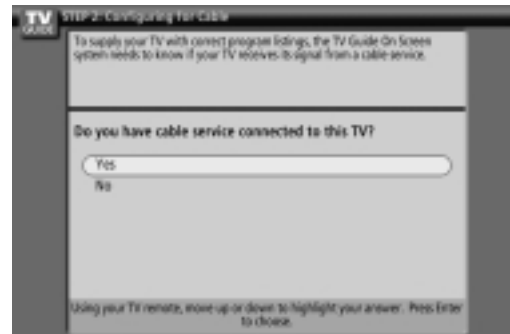 TV
GUIDE
STEP 2: Configuring for Cable
To supply your TV with correct program listings, the TV Guide On Screen
system needs to know if your TV receives its signal from a cable service.
Do you have cable service connected to this TV?
Yes
No
Using your TV remote, move up or down to highlight your answer. Press Enter
to choose.